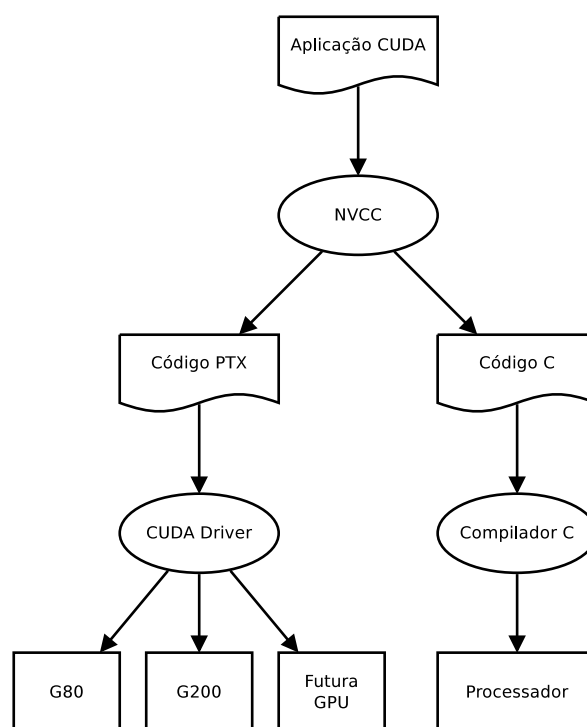 Aplicação CUDA
NVCC
Código PTX
Código C
CUDA Driver
Compilador C
G80
G200
Futura
GPU
Processador